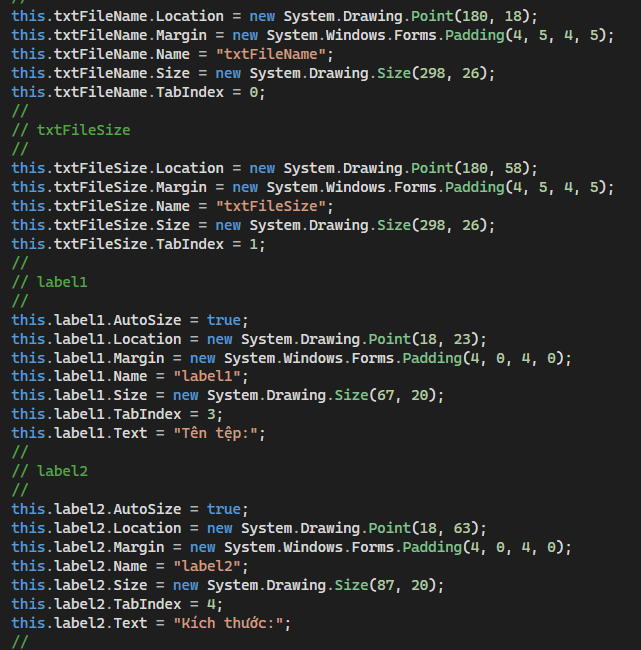 //
this.txtFileName.Location = new System.Drawing.Point(180, 18);
this.txtFileName.Margin = new System.Windows.Forms.Padding(4, 5, 4, 5);
this.txtFileName.Name = "txtFileName";
this.txtFileName.Size = new System.Drawing.Size(298, 26);
this.txtFileName.TabIndex = 0;
//
// txtFileSize
//
this.txtFileSize.Location = new System.Drawing.Point(180, 58);
this.txtFileSize.Margin = new System.Windows.Forms.Padding(4, 5, 4, 5);
this.txtFileSize.Name = "txtFileSize";
this.txtFileSize.Size = new System.Drawing.Size(298, 26);
this.txtFileSize.TabIndex = 1;
//
// label1
//
this.label1.AutoSize = true;
this.label1.Location = new System.Drawing.Point(18, 23);
this.label1.Margin = new System.Windows.Forms.Padding(4, 0, 4, 0);
this.label1.Name = "label1";
this.label1.Size = new System.Drawing.Size(67, 20);
this.label1.TabIndex = 3;
this.label1.Text = "Tên tệp:";
//
// label2
//
this.label2.AutoSize = true;
this.label2.Location = new System.Drawing.Point(18, 63);
this.label2.Margin = new System.Windows.Forms.Padding(4, 0, 4, 0);
this.label2.Name = "label2";
this.label2.Size = new System.Drawing.Size(87, 20);
this.label2.TabIndex = 4;
this.label2.Text = "Kích thước:";
//